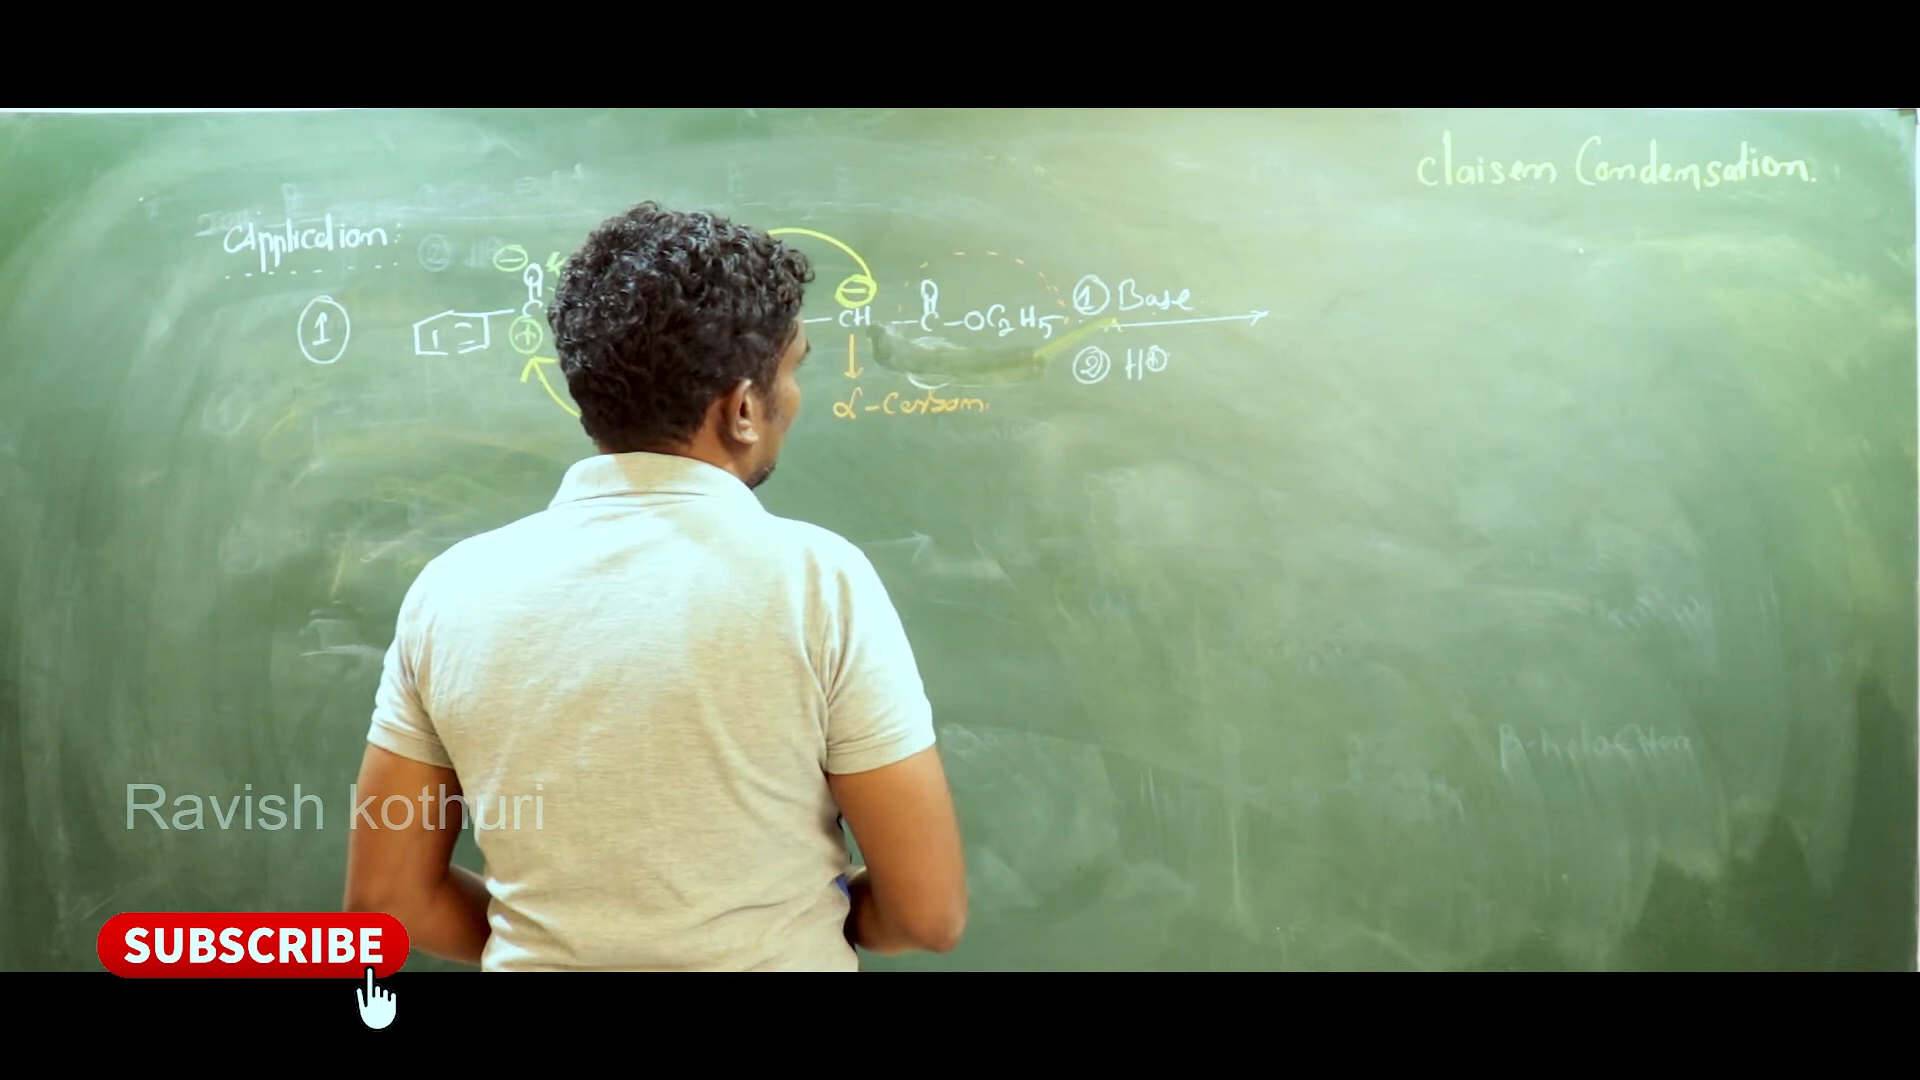 Claisen Condensation.
Application:
① C CH - C - OC₂H₅ ① Base
② H⊕
α-Carbon.
Ravish kothuri
SUBSCRIBE